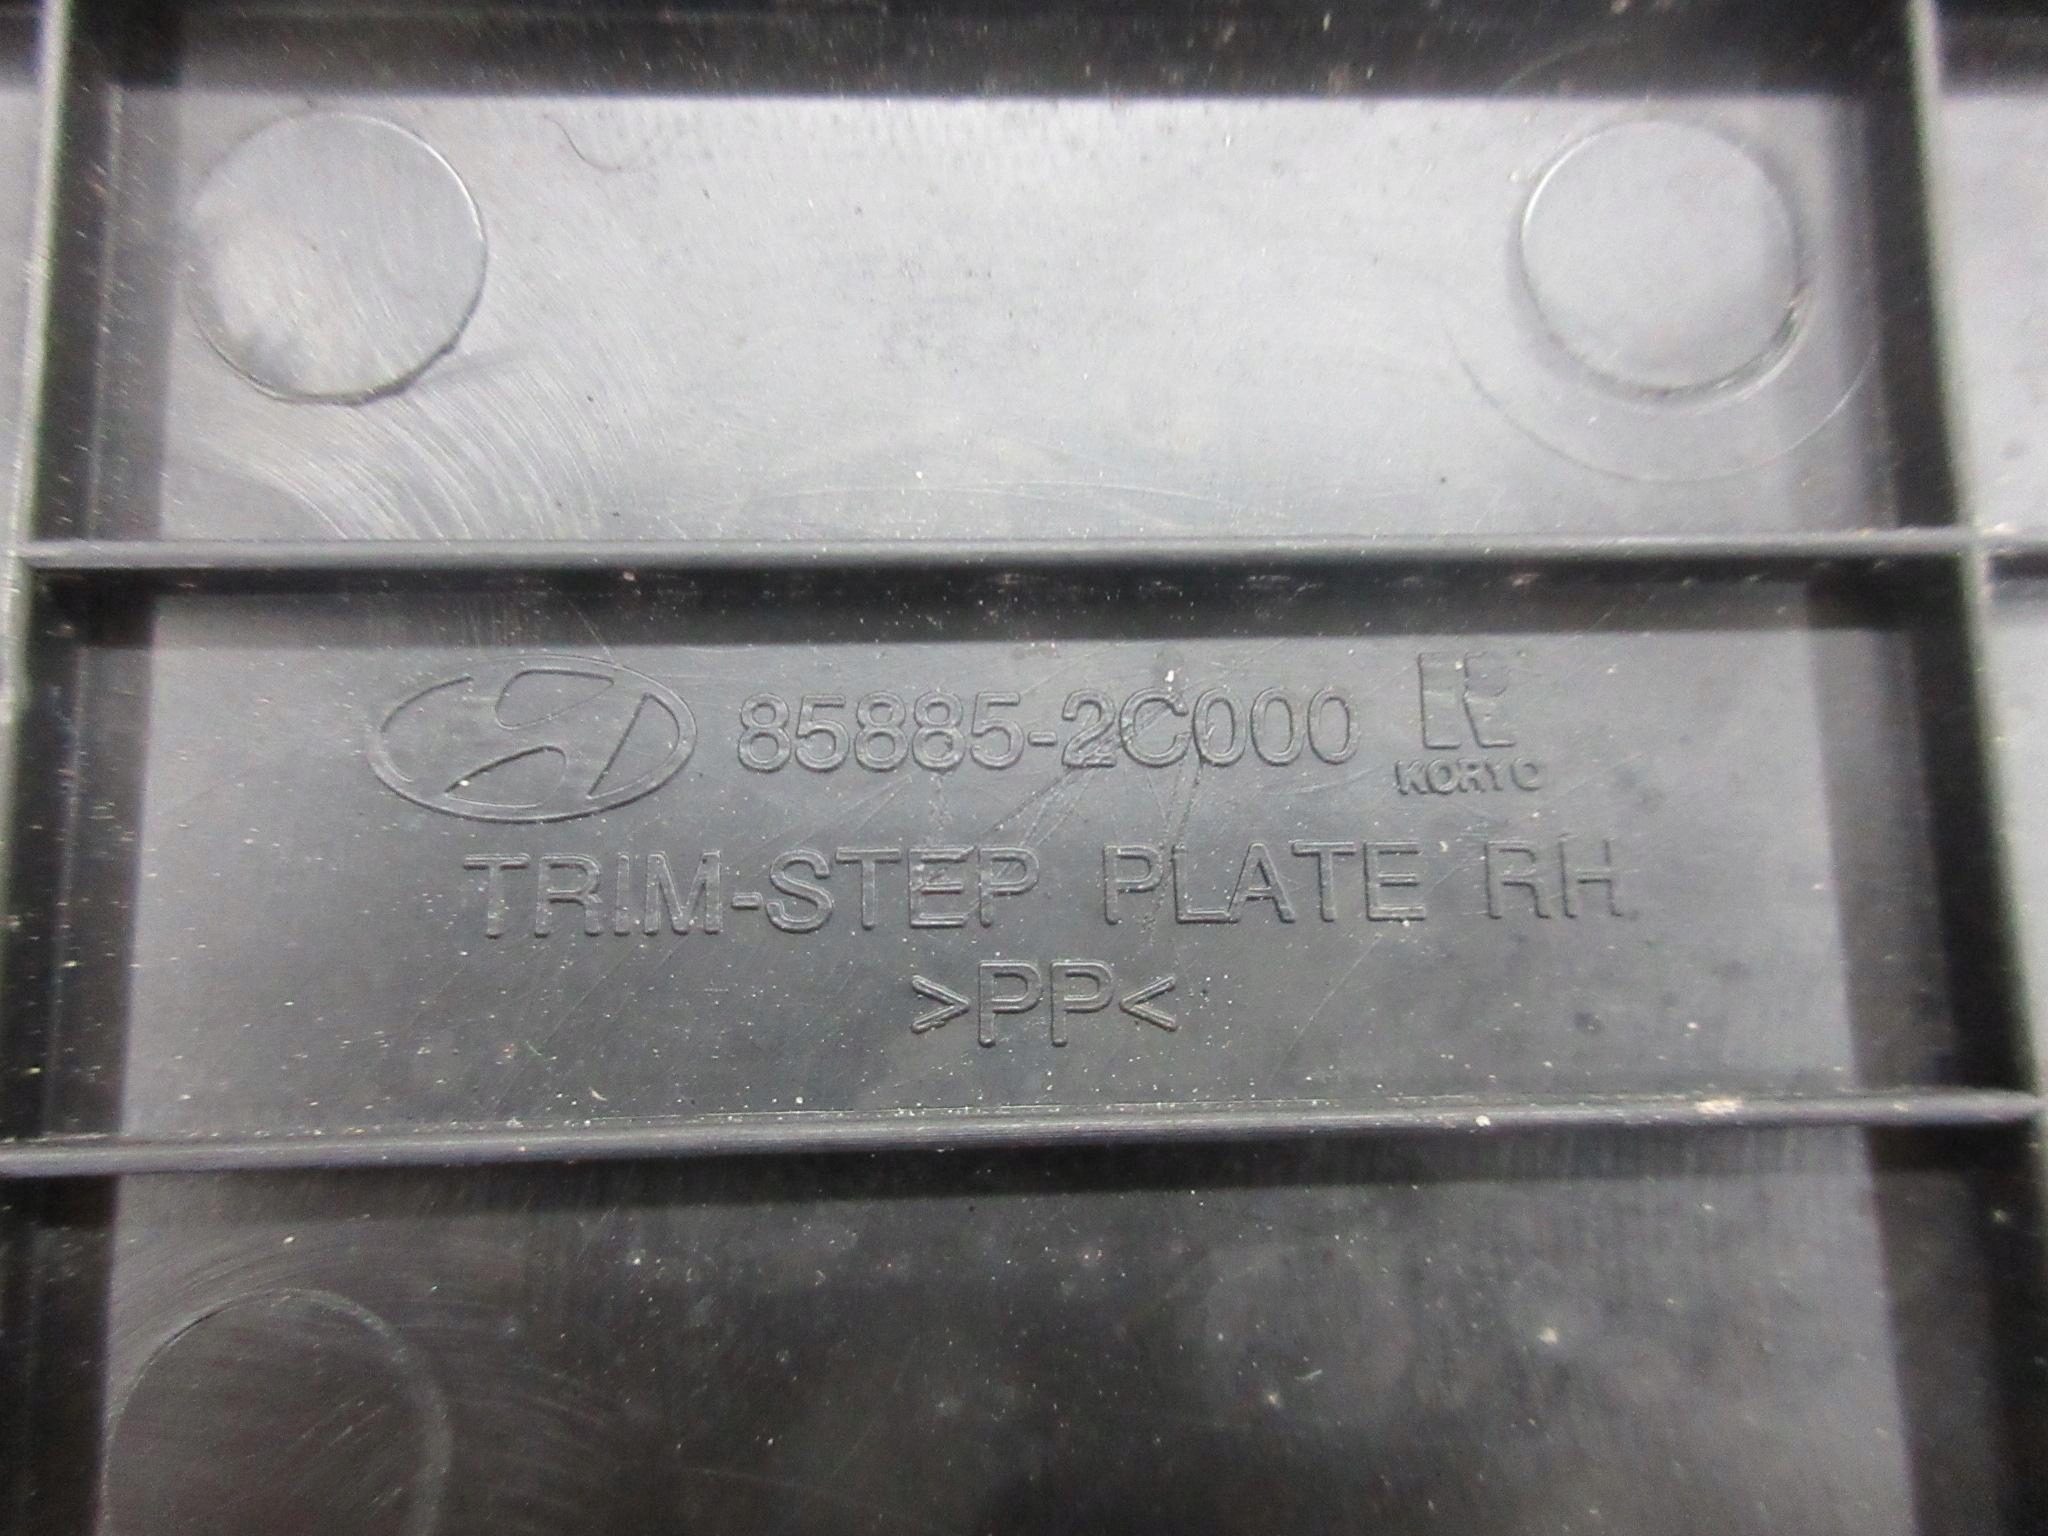 85885-2C000
KORYO
TRIM-STEP PLATE RH
>PP<